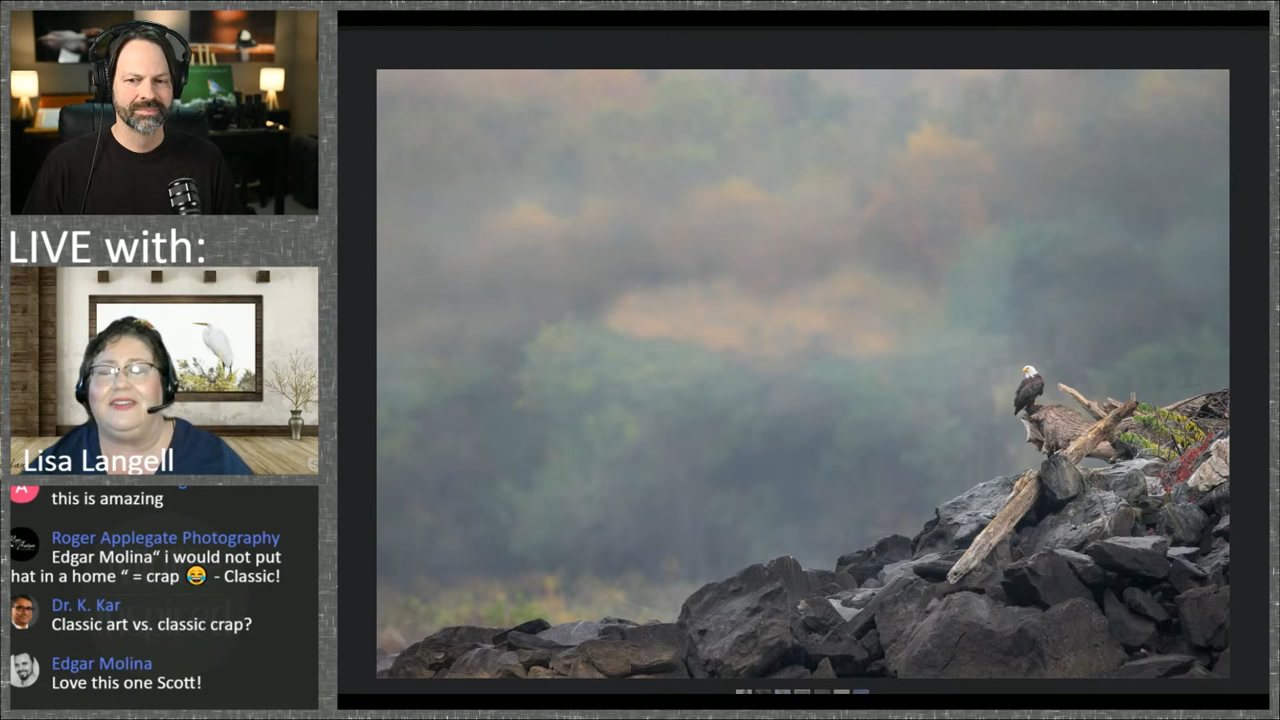 LIVE with:
Lisa Langell
A
this is amazing
Roger Applegate Photography
Edgar Molina“ i would not put
hat in a home “ = crap 😂 - Classic!
Dr. K. Kar
Classic art vs. classic crap?
Edgar Molina
Love this one Scott!